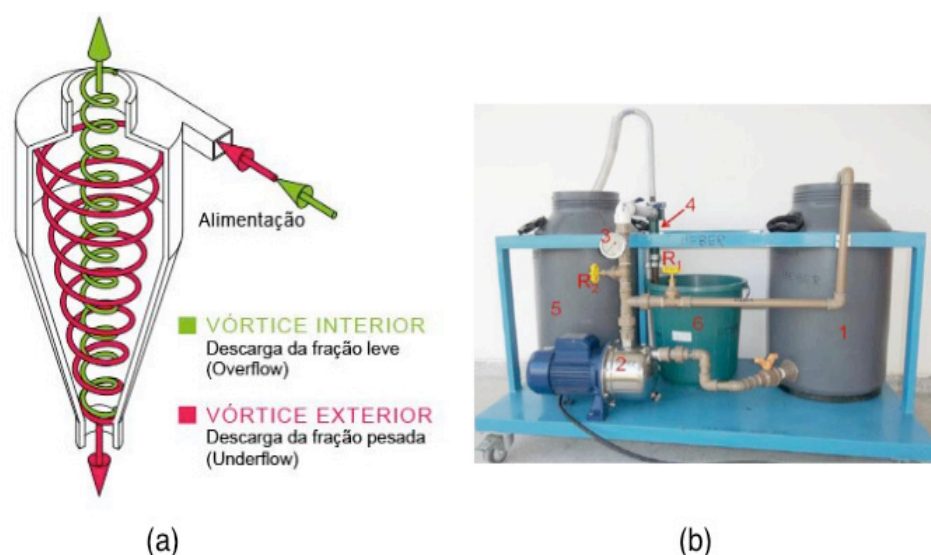 Alimentação
VÓRTICE INTERIOR
Descarga da fração leve
(Overflow)
VÓRTICE EXTERIOR
Descarga da fração pesada
(Underflow)
(a)
4
3
HEBER
R1
R2
5
6
1
2
(b)